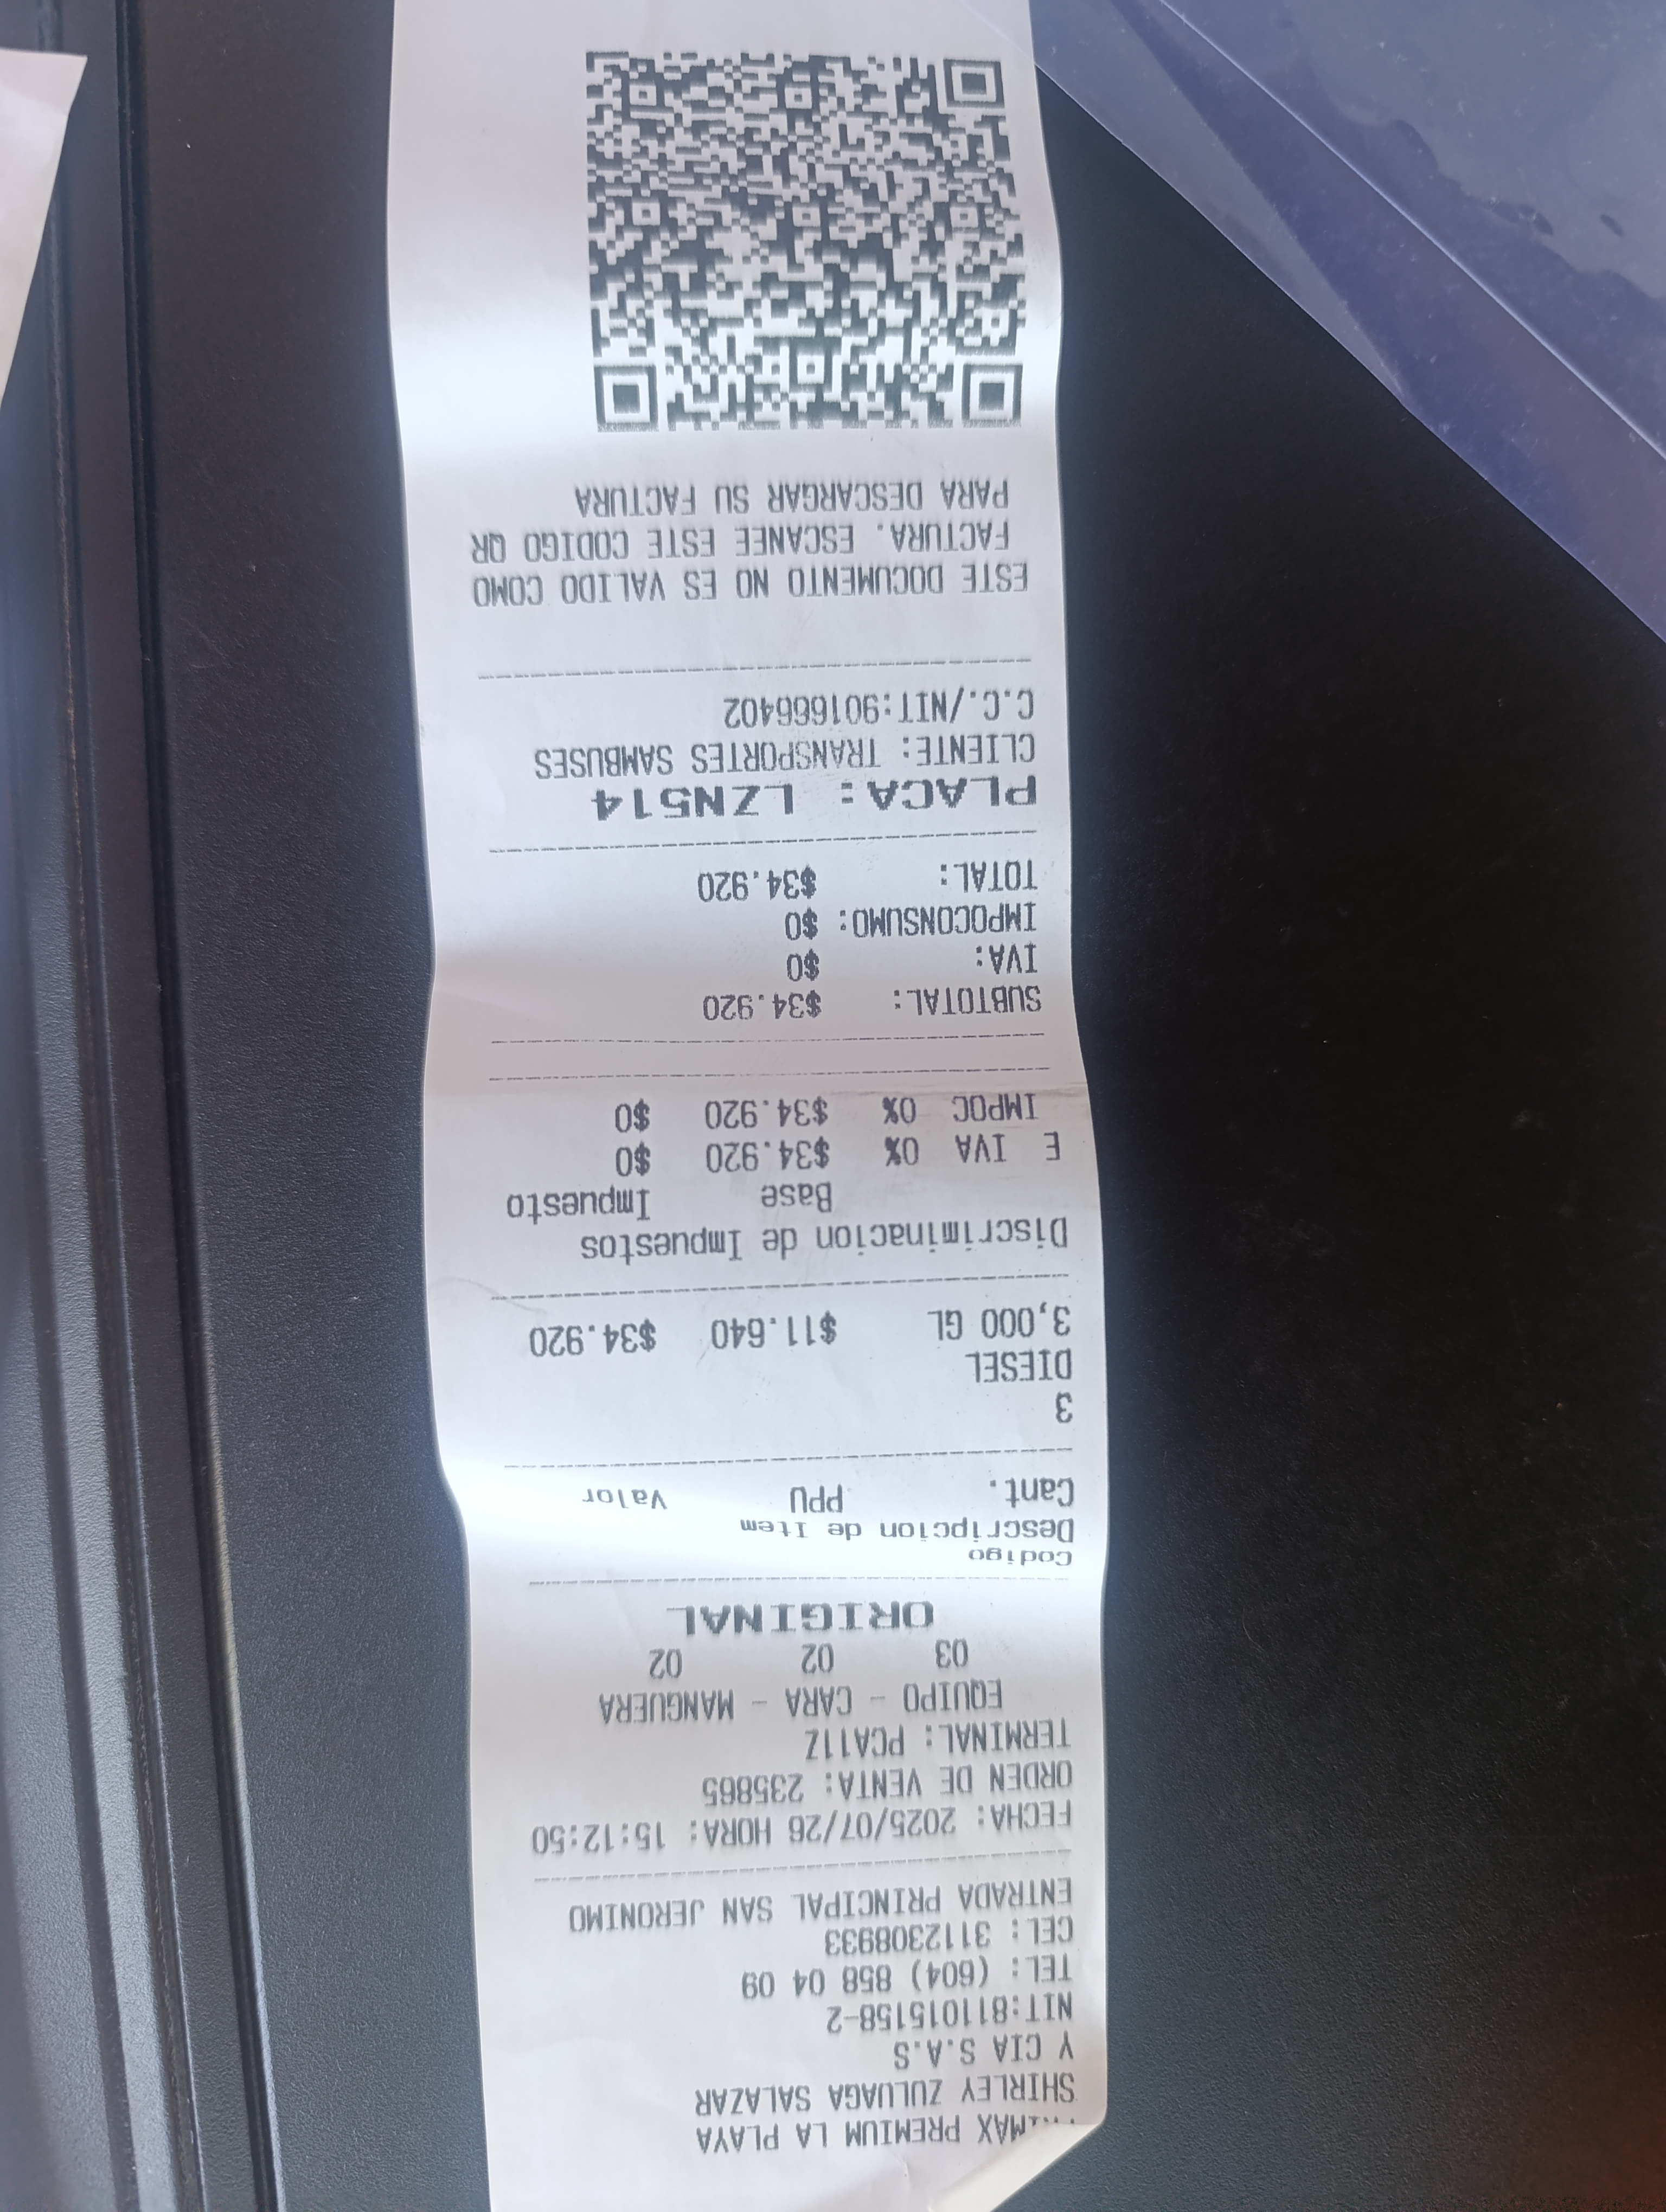 PREMIUM LA PLAYA
SHIRLEY ZULUAGA SALAZAR
Y CIA S.A.S
NIT:811015158-2
TEL: (604) 858 04 09
CEL: 3112308933
ENTRADA PRINCIPAL SAN JERONIMO
FECHA: 2025/07/26 HORA: 15:12:50
ORDEN DE VENTA: 235865
TERMINAL: PCA11Z
EQUIPO - CARA - MANGUERA
03 02 02
ORIGINAL
Codigo
Descripcion de Item
Cant. PPU Valor
3
DIESEL
3,000 GL $11.640 $34.920
Discriminacion de Impuestos
Base Impuesto
E IVA 0% $34.920 $0
IMPOC 0% $34.920 $0
SUBTOTAL: $34.920
IVA: $0
IMPOCONSUMO: $0
TOTAL: $34.920
PLACA: LZN514
CLIENTE: TRANSPORTES SAMBUSES
C.C./NIT:901666402
ESTE DOCUMENTO NO ES VALIDO COMO
FACTURA. ESCANEE ESTE CODIGO QR
PARA DESCARGAR SU FACTURA